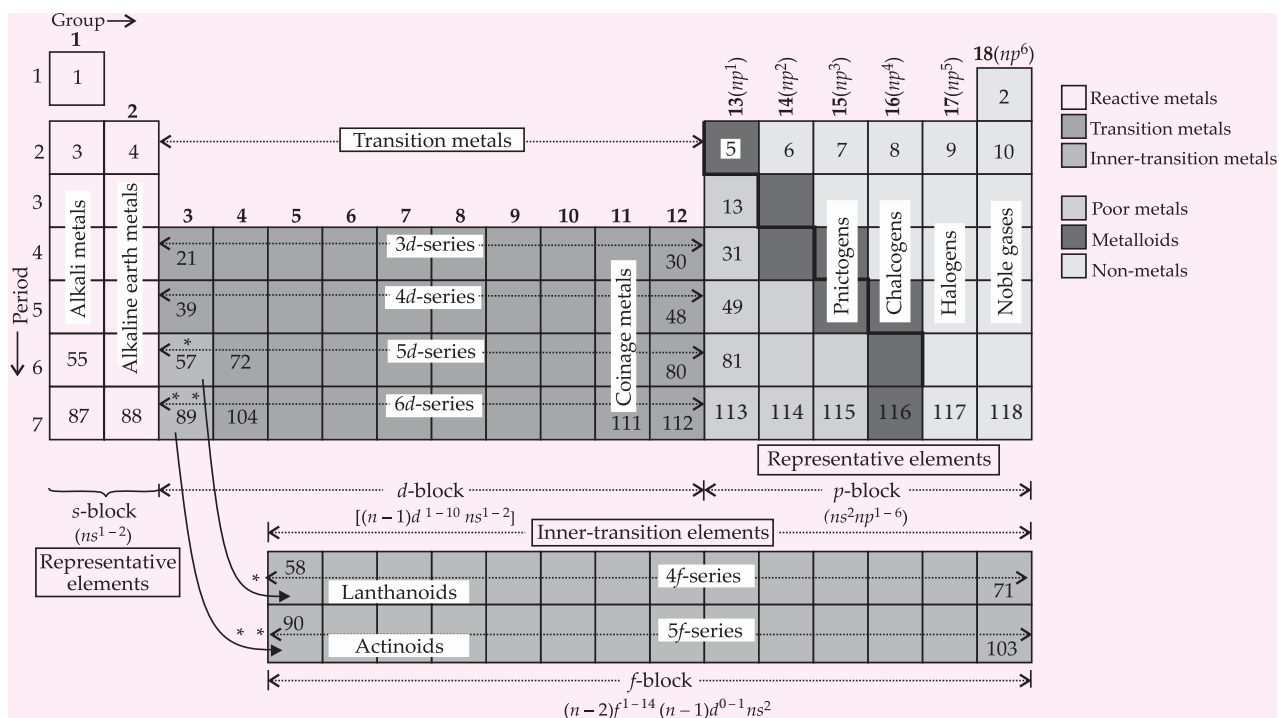 Group
1
18(np⁶)
13(np¹)
14(np²)
15(np³)
16(np⁴)
17(np⁵)
1 1
2
2
Reactive metals
Transition metals
Inner-transition metals
Poor metals
Metalloids
Non-metals
Transition metals
2 3 4 5 6 7 8 9 10
3 13
3 4 5 6 7 8 9 10 11 12
Alkali metals
Alkaline earth metals
Coinage metals
Pnictogens
Chalcogens
Halogens
Noble gases
Period
4 21 3d-series 30 31
5 39 4d-series 48 49
*
6 55 57 72 5d-series 80 81
* *
7 87 88 89 104 6d-series 111 112 113 114 115 116 117 118
Representative elements
s-block
(ns¹⁻²)
Representative
elements
d-block
[(n – 1)d ¹⁻¹⁰ ns¹⁻²]
p-block
(ns²np¹⁻⁶)
Inner-transition elements
* 58 4f-series 71
Lanthanoids
* * 90 5f-series 103
Actinoids
f-block
(n – 2)f¹⁻¹⁴ (n – 1)d⁰⁻¹ns²